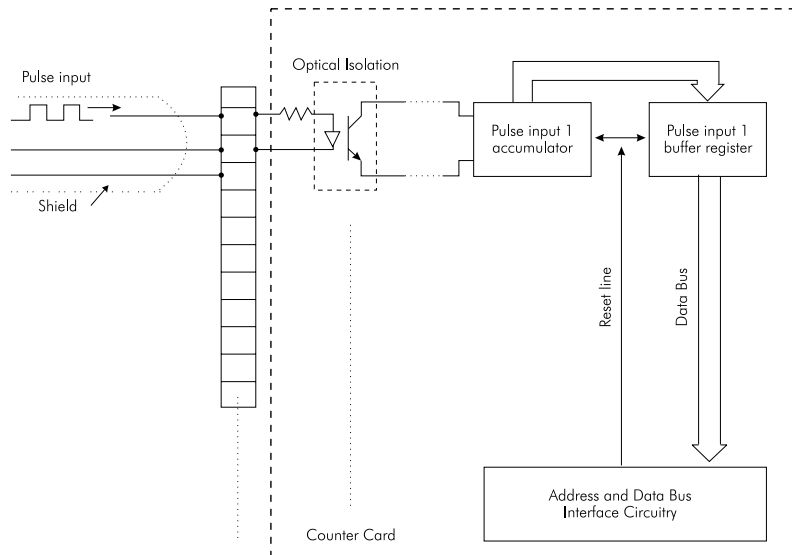 Optical Isolation
Pulse input
Pulse input 1
accumulator
Pulse input 1
buffer register
Shield
Reset line
Data Bus
Address and Data Bus
Interface Circuitry
Counter Card